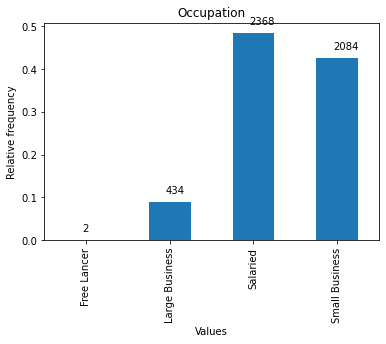 Occupation
Relative frequency
0.5
0.4
0.3
0.2
0.1
0.0
2
434
2368
2084
Free Lancer
Large Business
Salaried
Small Business
Values